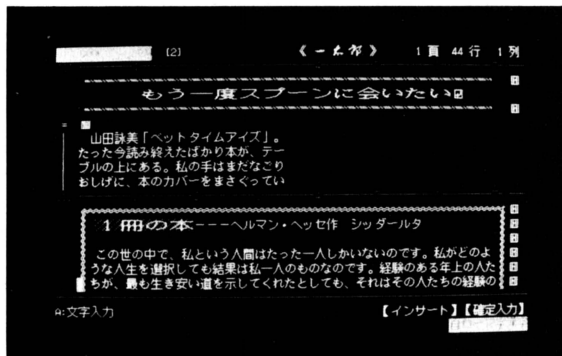 [2] 《一太郎》 1頁 44行 1列
もう一度スプーンに会いたい
山田詠美「ベットタイムアイズ」。
たった今読み終えたばかり本が、テー
ブルの上にある。私の手はまだなごり
おしげに、本のカバーをまさぐってい
1冊の本---ヘルマン・ヘッセ作 シッダールタ
この世の中で、私という人間はたった一人しかいないのです。私がどのよ
うな人生を選択しても結果は私一人のものなのです。経験のある年上の人た
ちが、最も生き安い道を示してくれたとしても、それはその人たちの経験の
A:文字入力 【インサート】【確定入力】